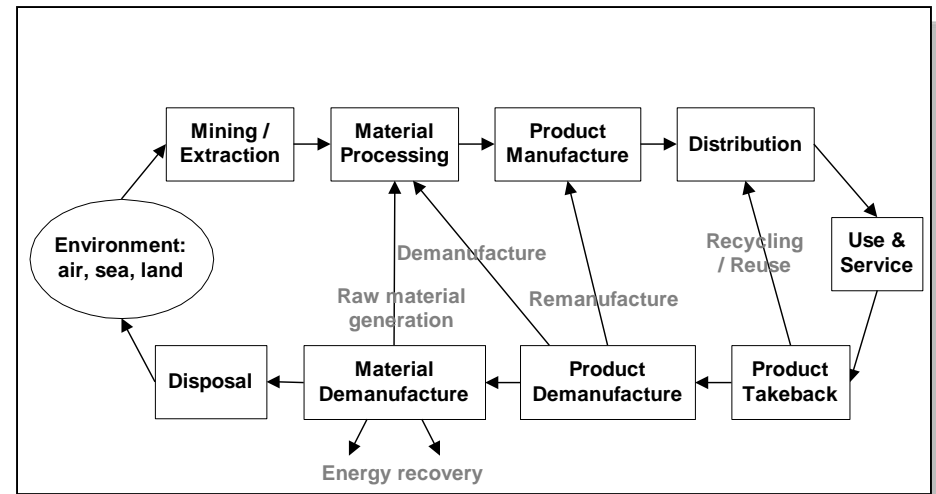 Mining /
Extraction
Material
Processing
Product
Manufacture
Distribution
Environment:
air, sea, land
Demanufacture
Recycling
/ Reuse
Use &
Service
Raw material
generation
Remanufacture
Disposal
Material
Demanufacture
Product
Demanufacture
Product
Takeback
Energy recovery